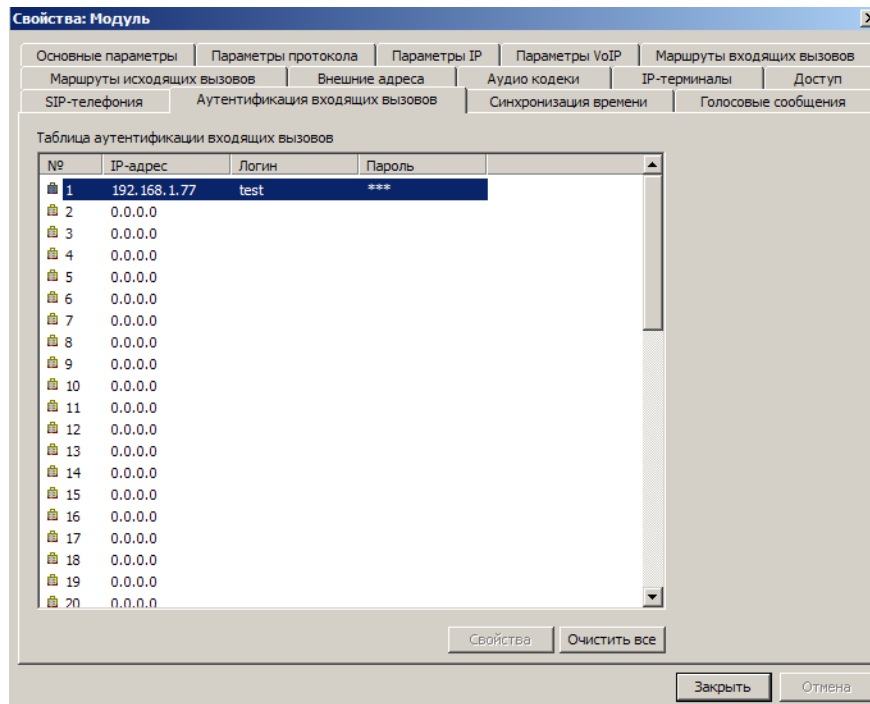 Свойства: Модуль
Основные параметры Параметры протокола Параметры IP Параметры VoIP Маршруты входящих вызовов
Маршруты исходящих вызовов Внешние адреса Аудио кодеки IP-терминалы Доступ
SIP-телефония Аутентификация входящих вызовов Синхронизация времени Голосовые сообщения
Таблица аутентификации входящих вызовов
№ IP-адрес Логин Пароль
1 192.168.1.77 test ***
2 0.0.0.0
3 0.0.0.0
4 0.0.0.0
5 0.0.0.0
6 0.0.0.0
7 0.0.0.0
8 0.0.0.0
9 0.0.0.0
10 0.0.0.0
11 0.0.0.0
12 0.0.0.0
13 0.0.0.0
14 0.0.0.0
15 0.0.0.0
16 0.0.0.0
17 0.0.0.0
18 0.0.0.0
19 0.0.0.0
20 0.0.0.0
Свойства Очистить все
Закрыть Отмена